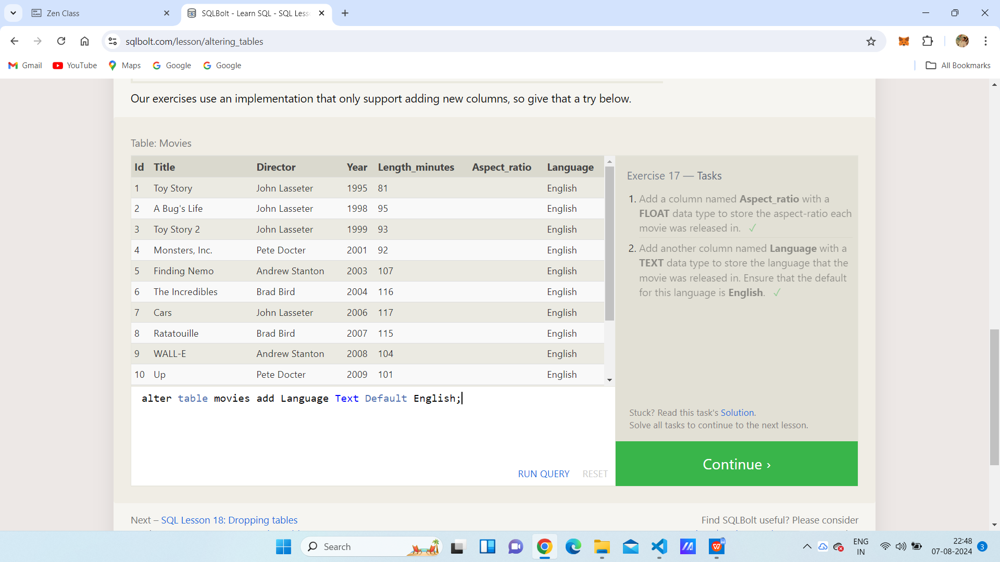 Zen Class
SQLBolt - Learn SQL - SQL Less
sqlbolt.com/lesson/altering_tables
Gmail YouTube Maps Google Google All Bookmarks
Our exercises use an implementation that only support adding new columns, so give that a try below.
Table: Movies
Id Title Director Year Length_minutes Aspect_ratio Language
1 Toy Story John Lasseter 1995 81 English
2 A Bug's Life John Lasseter 1998 95 English
3 Toy Story 2 John Lasseter 1999 93 English
4 Monsters, Inc. Pete Docter 2001 92 English
5 Finding Nemo Andrew Stanton 2003 107 English
6 The Incredibles Brad Bird 2004 116 English
7 Cars John Lasseter 2006 117 English
8 Ratatouille Brad Bird 2007 115 English
9 WALL-E Andrew Stanton 2008 104 English
10 Up Pete Docter 2009 101 English
alter table movies add Language Text Default English;
RUN QUERY RESET
Exercise 17 — Tasks
1. Add a column named Aspect_ratio with a
FLOAT data type to store the aspect-ratio each
movie was released in. ✓
2. Add another column named Language with a
TEXT data type to store the language that the
movie was released in. Ensure that the default
for this language is English. ✓
Stuck? Read this task's Solution.
Solve all tasks to continue to the next lesson.
Continue ›
Next – SQL Lesson 18: Dropping tables
Find SQLBolt useful? Please consider
Search
ENG
IN
22:48
07-08-2024
3